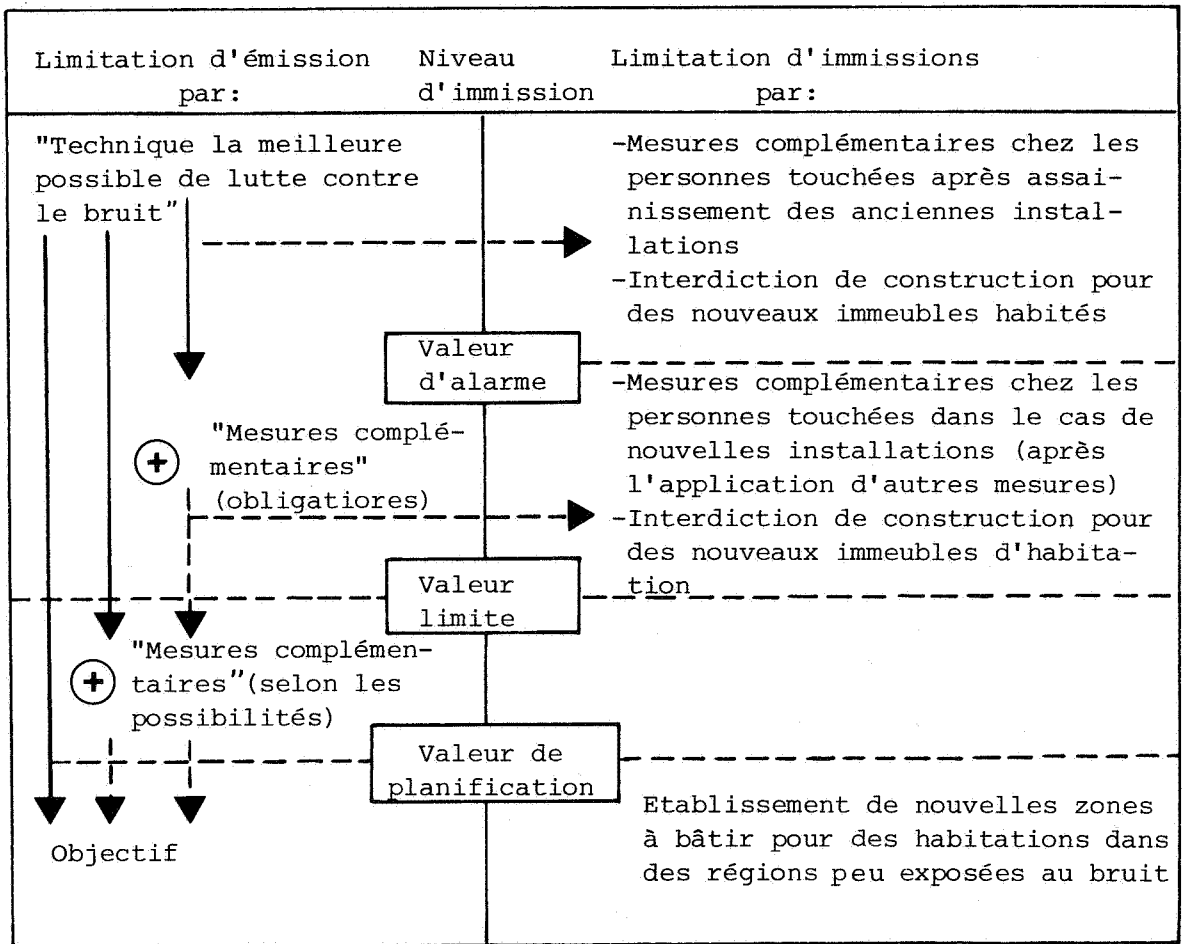 Limitation d'émission
par:
Niveau
d'immission
Limitation d'immissions
par:
"Technique la meilleure
possible de lutte contre
le bruit"
-Mesures complémentaires chez les
personnes touchées après assai-
nissement des anciennes instal-
lations
-Interdiction de construction pour
des nouveaux immeubles habités
Valeur
d'alarme
"Mesures complé-
mentaires"
(obligatiores)
-Mesures complémentaires chez les
personnes touchées dans le cas de
nouvelles installations (après
l'application d'autres mesures)
-Interdiction de construction pour
des nouveaux immeubles d'habita-
tion
Valeur
limite
"Mesures complémen-
taires"(selon les
possibilités)
Valeur de
planification
Objectif
Etablissement de nouvelles zones
à bâtir pour des habitations dans
des régions peu exposées au bruit